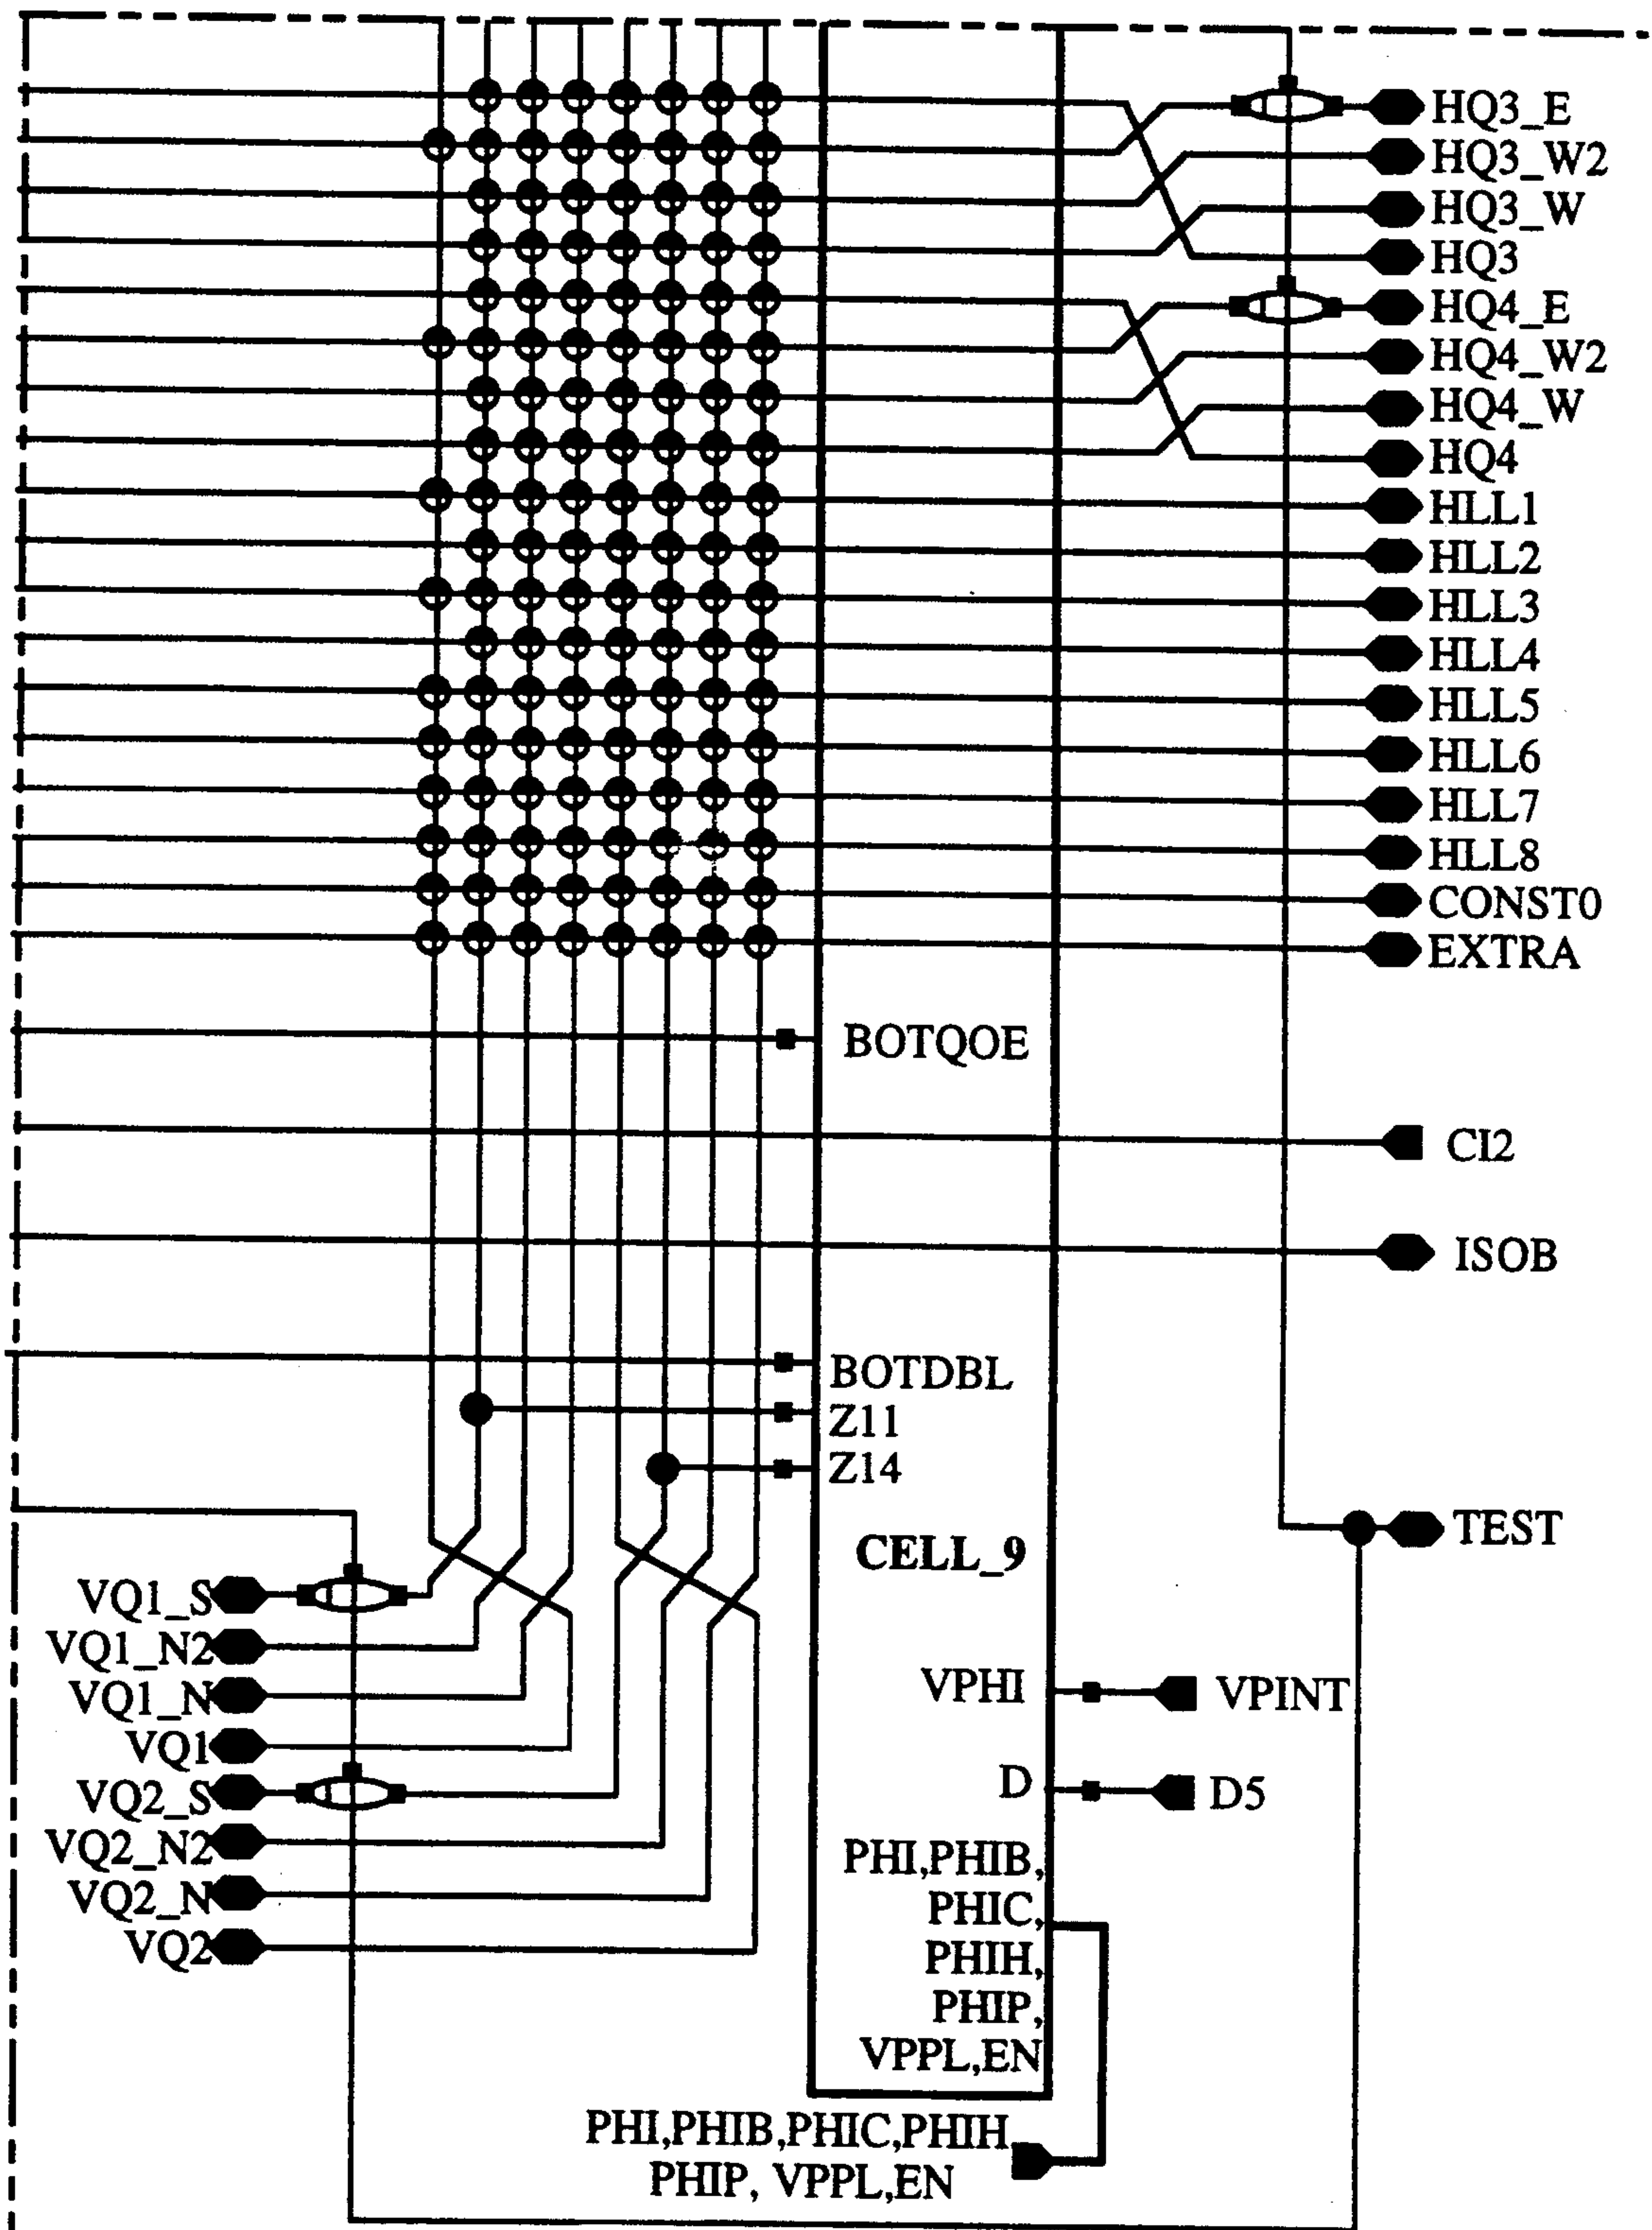 HQ3_E
HQ3_W2
HQ3_W
HQ3
HQ4_E
HQ4_W2
HQ4_W
HQ4
HLL1
HLL2
HLL3
HLL4
HLL5
HLL6
HLL7
HLL8
CONST0
EXTRA
BOTQOE
CI2
ISOB
BOTDBL
Z11
Z14
TEST
CELL_9
VQ1_S
VQ1_N2
VQ1_N
VQ1
VQ2_S
VQ2_N2
VQ2_N
VQ2
VPHI
VPINT
D
D5
PHI,PHIB,
PHIC,
PHIH,
PHIP,
VPPL,EN
PHI,PHIB,PHIC,PHIH
PHIP, VPPL,EN